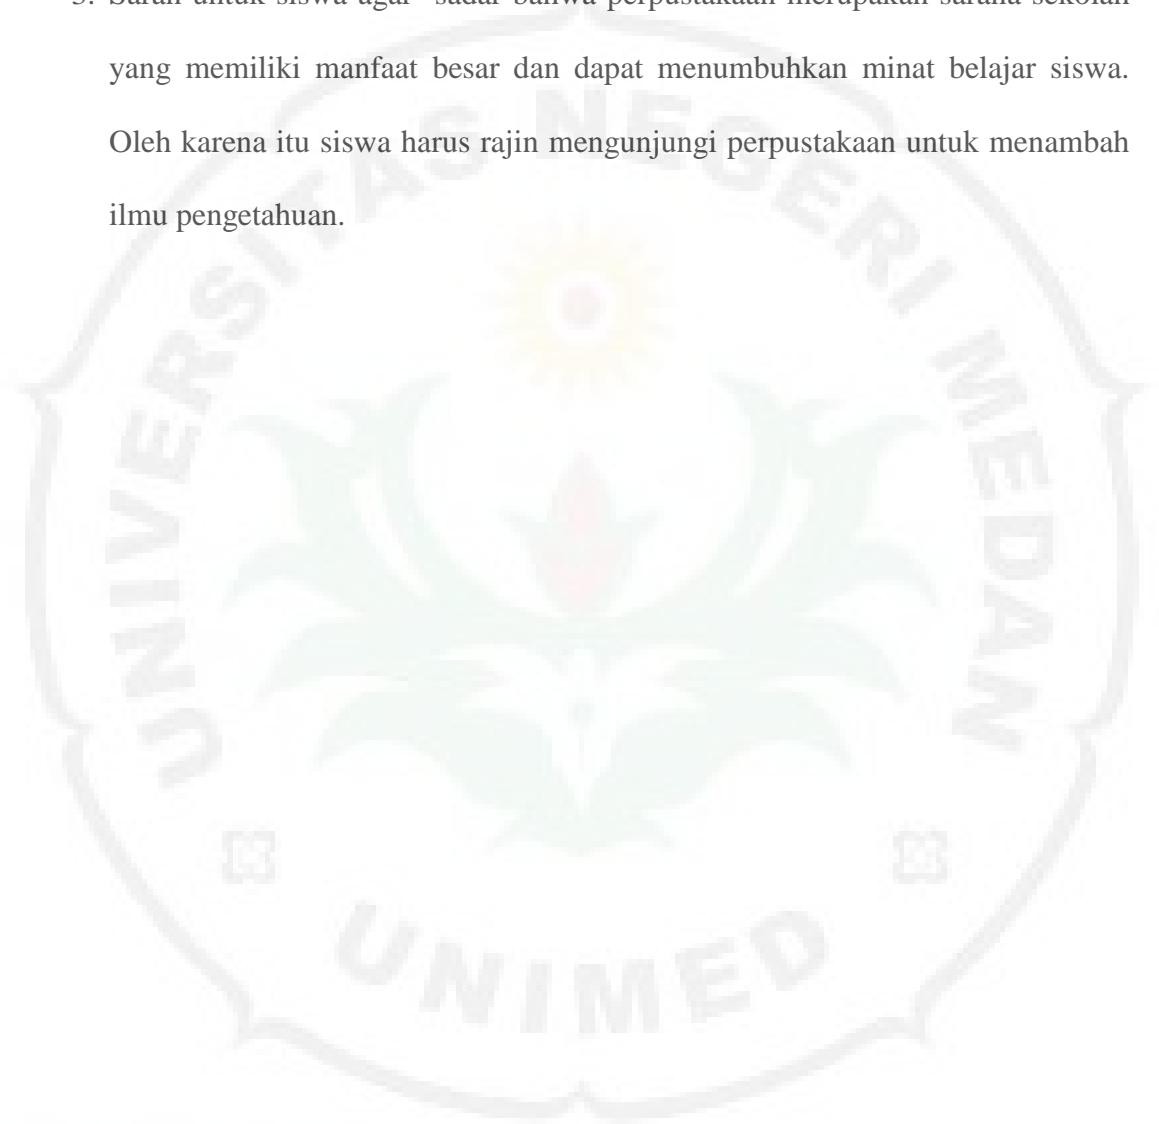 Saran untuk siswa agar sadar bahwa perpustakaan merupakan sarana sekolah
yang memiliki manfaat besar dan dapat menumbuhkan minat belajar siswa.
Oleh karena itu siswa harus rajin mengunjungi perpustakaan untuk menambah
ilmu pengetahuan.
UNIVERSITAS NEGERI MEDAN
UNIMED